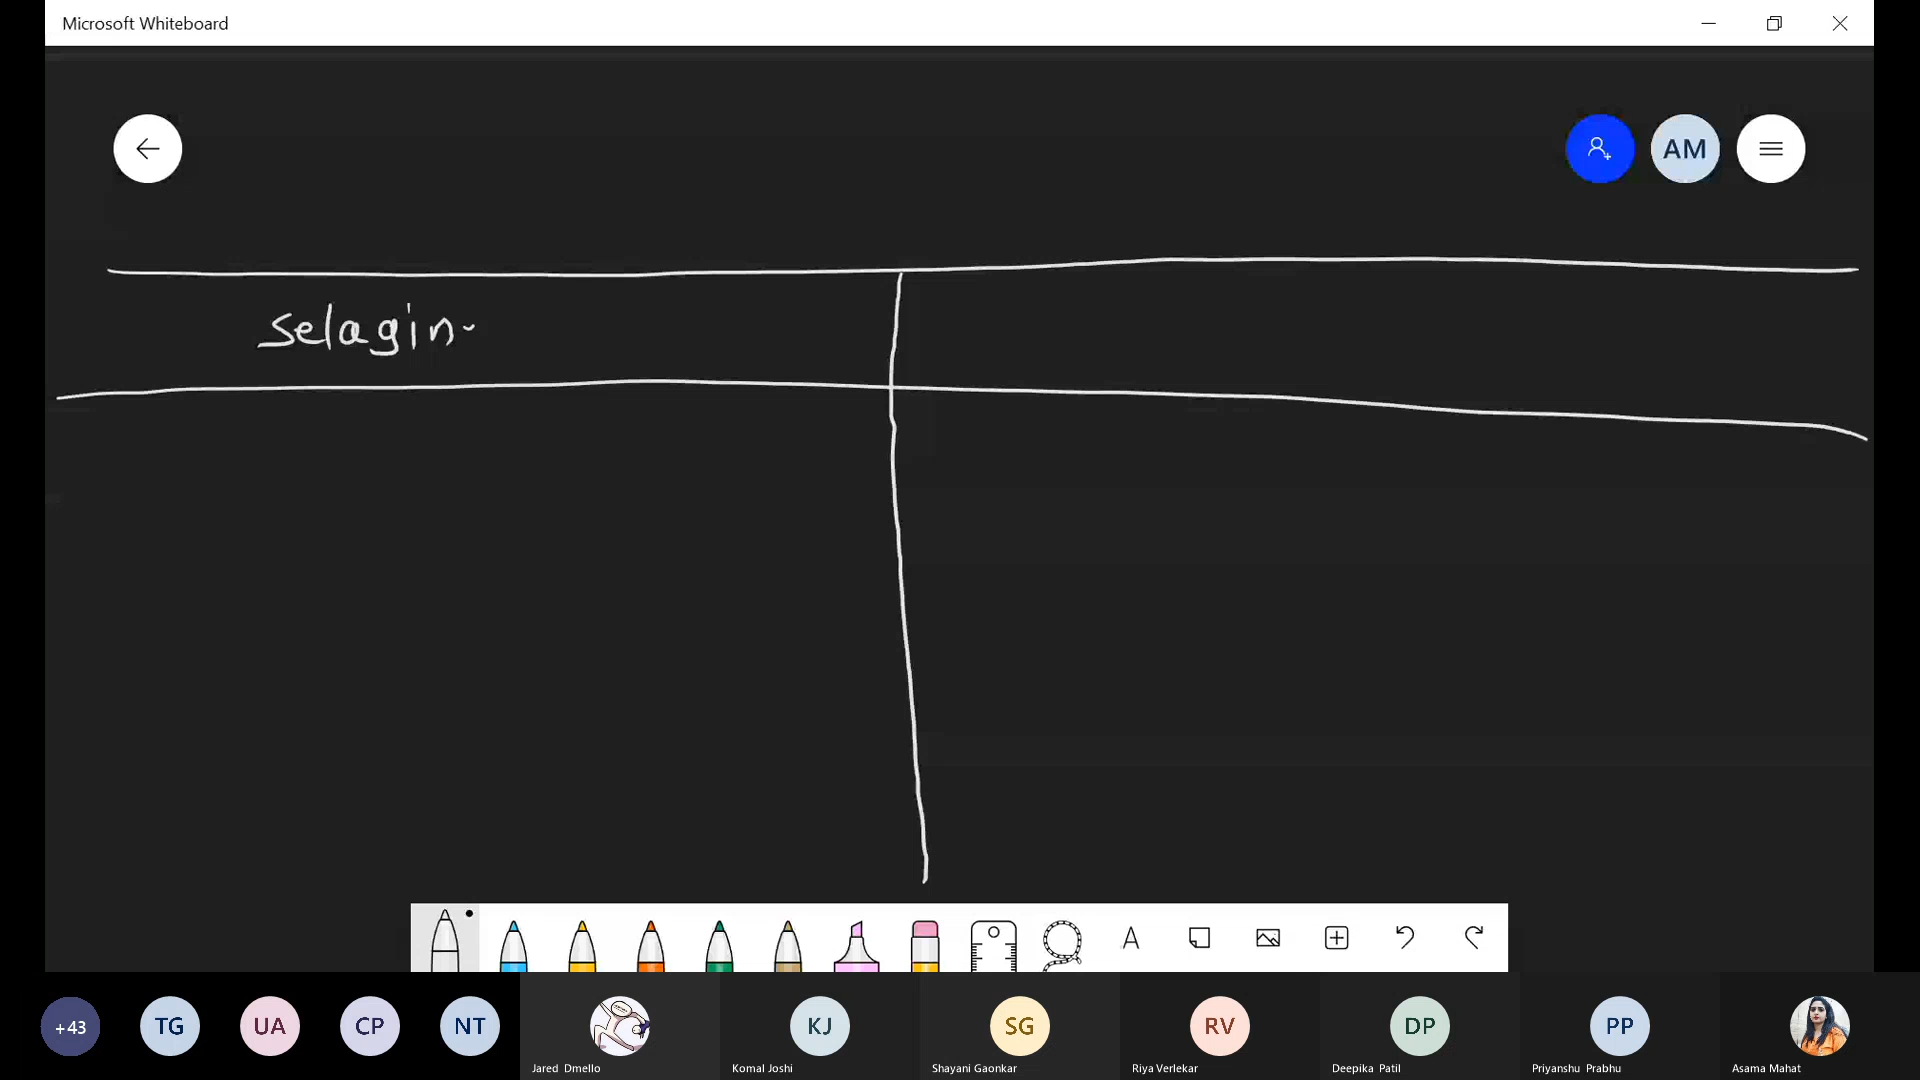 Microsoft Whiteboard
AM
Selagin-
A
+43
TG
UA
CP
NT
KJ
SG
RV
DP
PP
Jared Dmello
Komal Joshi
Shayani Gaonkar
Riya Verlekar
Deepika Patil
Priyanshu Prabhu
Asama Mahat